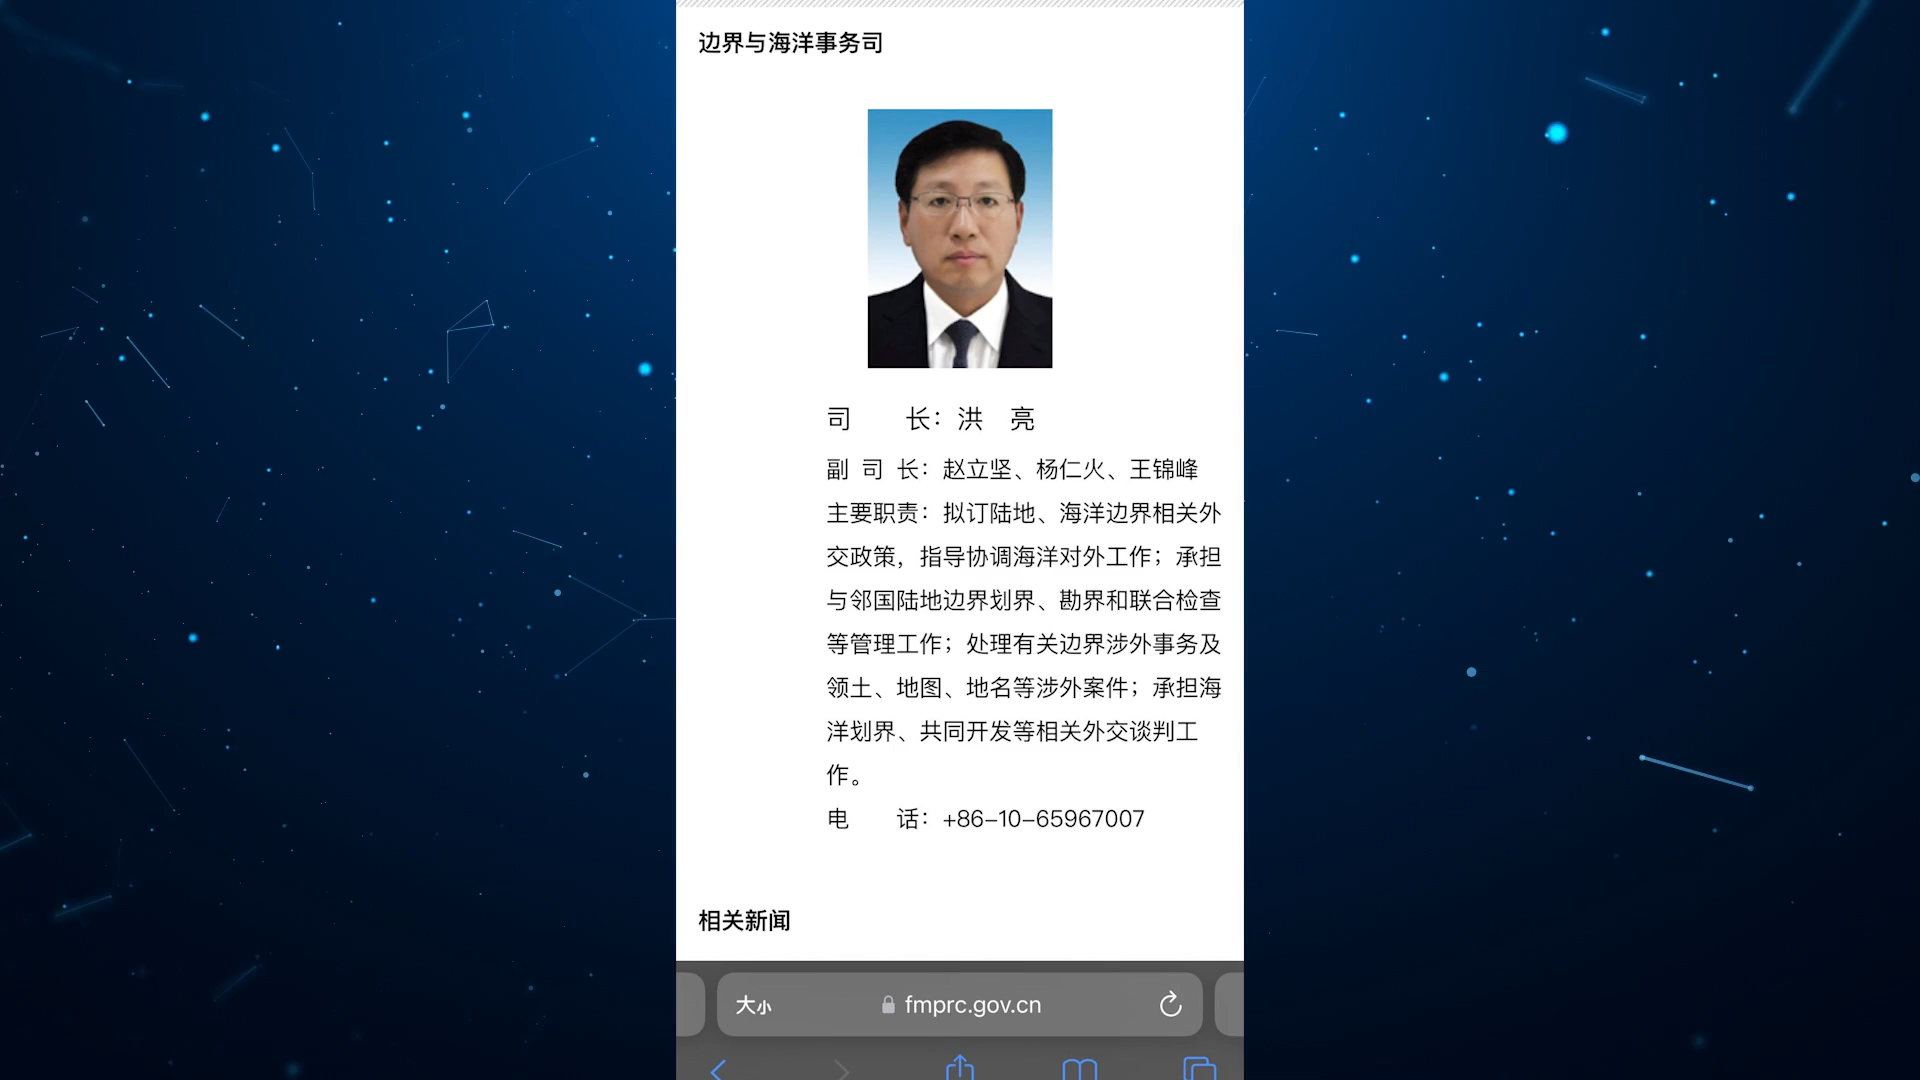 边界与海洋事务司
司 长：洪 亮
副 司 长：赵立坚、杨仁火、王锦峰
主要职责：拟订陆地、海洋边界相关外
交政策，指导协调海洋对外工作；承担
与邻国陆地边界划界、勘界和联合检查
等管理工作；处理有关边界涉外事务及
领土、地图、地名等涉外案件；承担海
洋划界、共同开发等相关外交谈判工
作。
电 话：+86-10-65967007
相关新闻
大小 fmprc.gov.cn